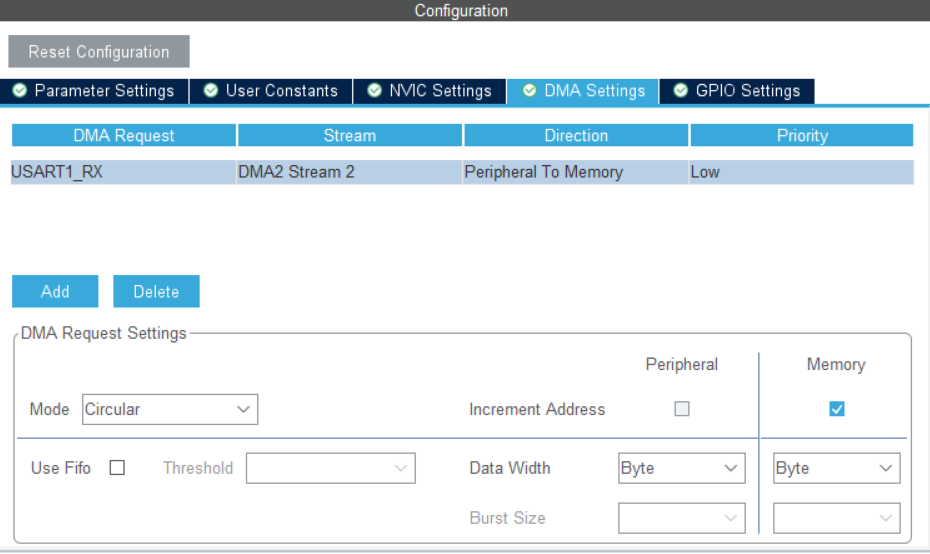 Configuration
Reset Configuration
Parameter Settings User Constants NVIC Settings DMA Settings GPIO Settings
DMA Request Stream Direction Priority
USART1_RX DMA2 Stream 2 Peripheral To Memory Low
Add Delete
DMA Request Settings
Peripheral Memory
Mode Circular Increment Address
Use Fifo Threshold Data Width Byte Byte
Burst Size